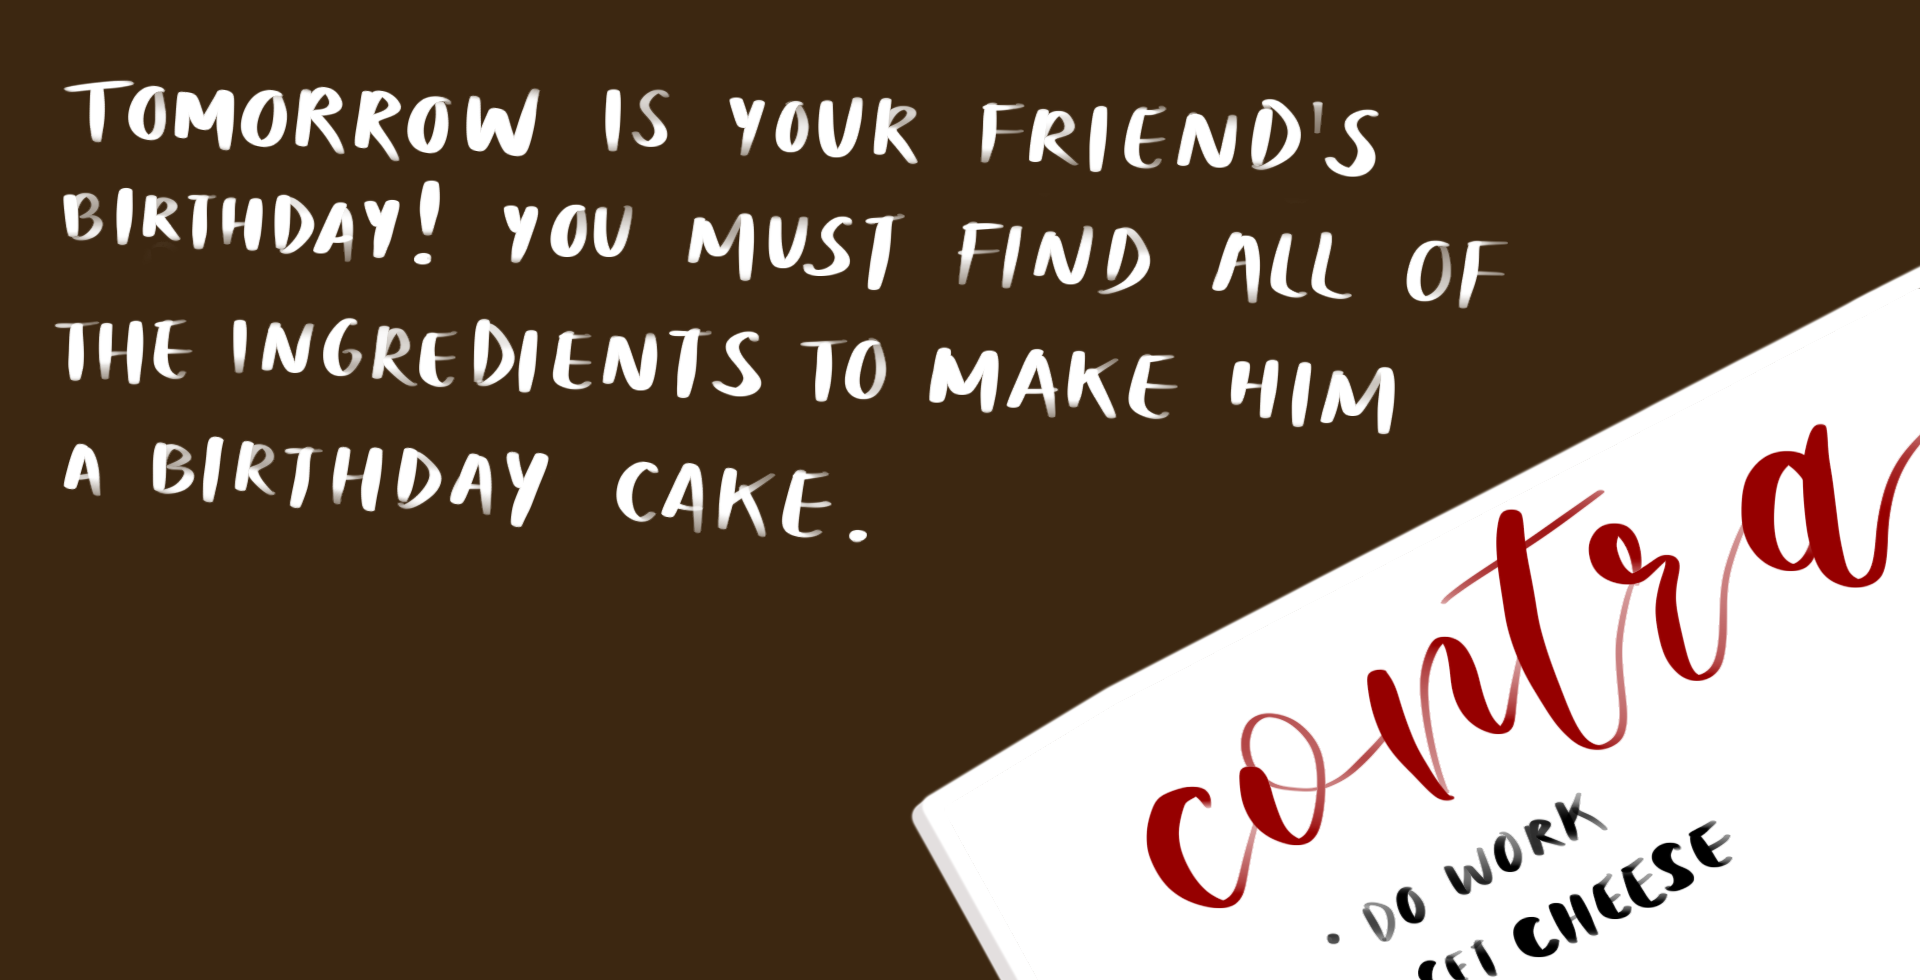 TOMORROW IS YOUR FRIEND'S
BIRTHDAY! YOU MUST FIND ALL OF
THE INGREDIENTS TO MAKE HIM
A BIRTHDAY CAKE.
contra
• DO WORK
GET CHEESE